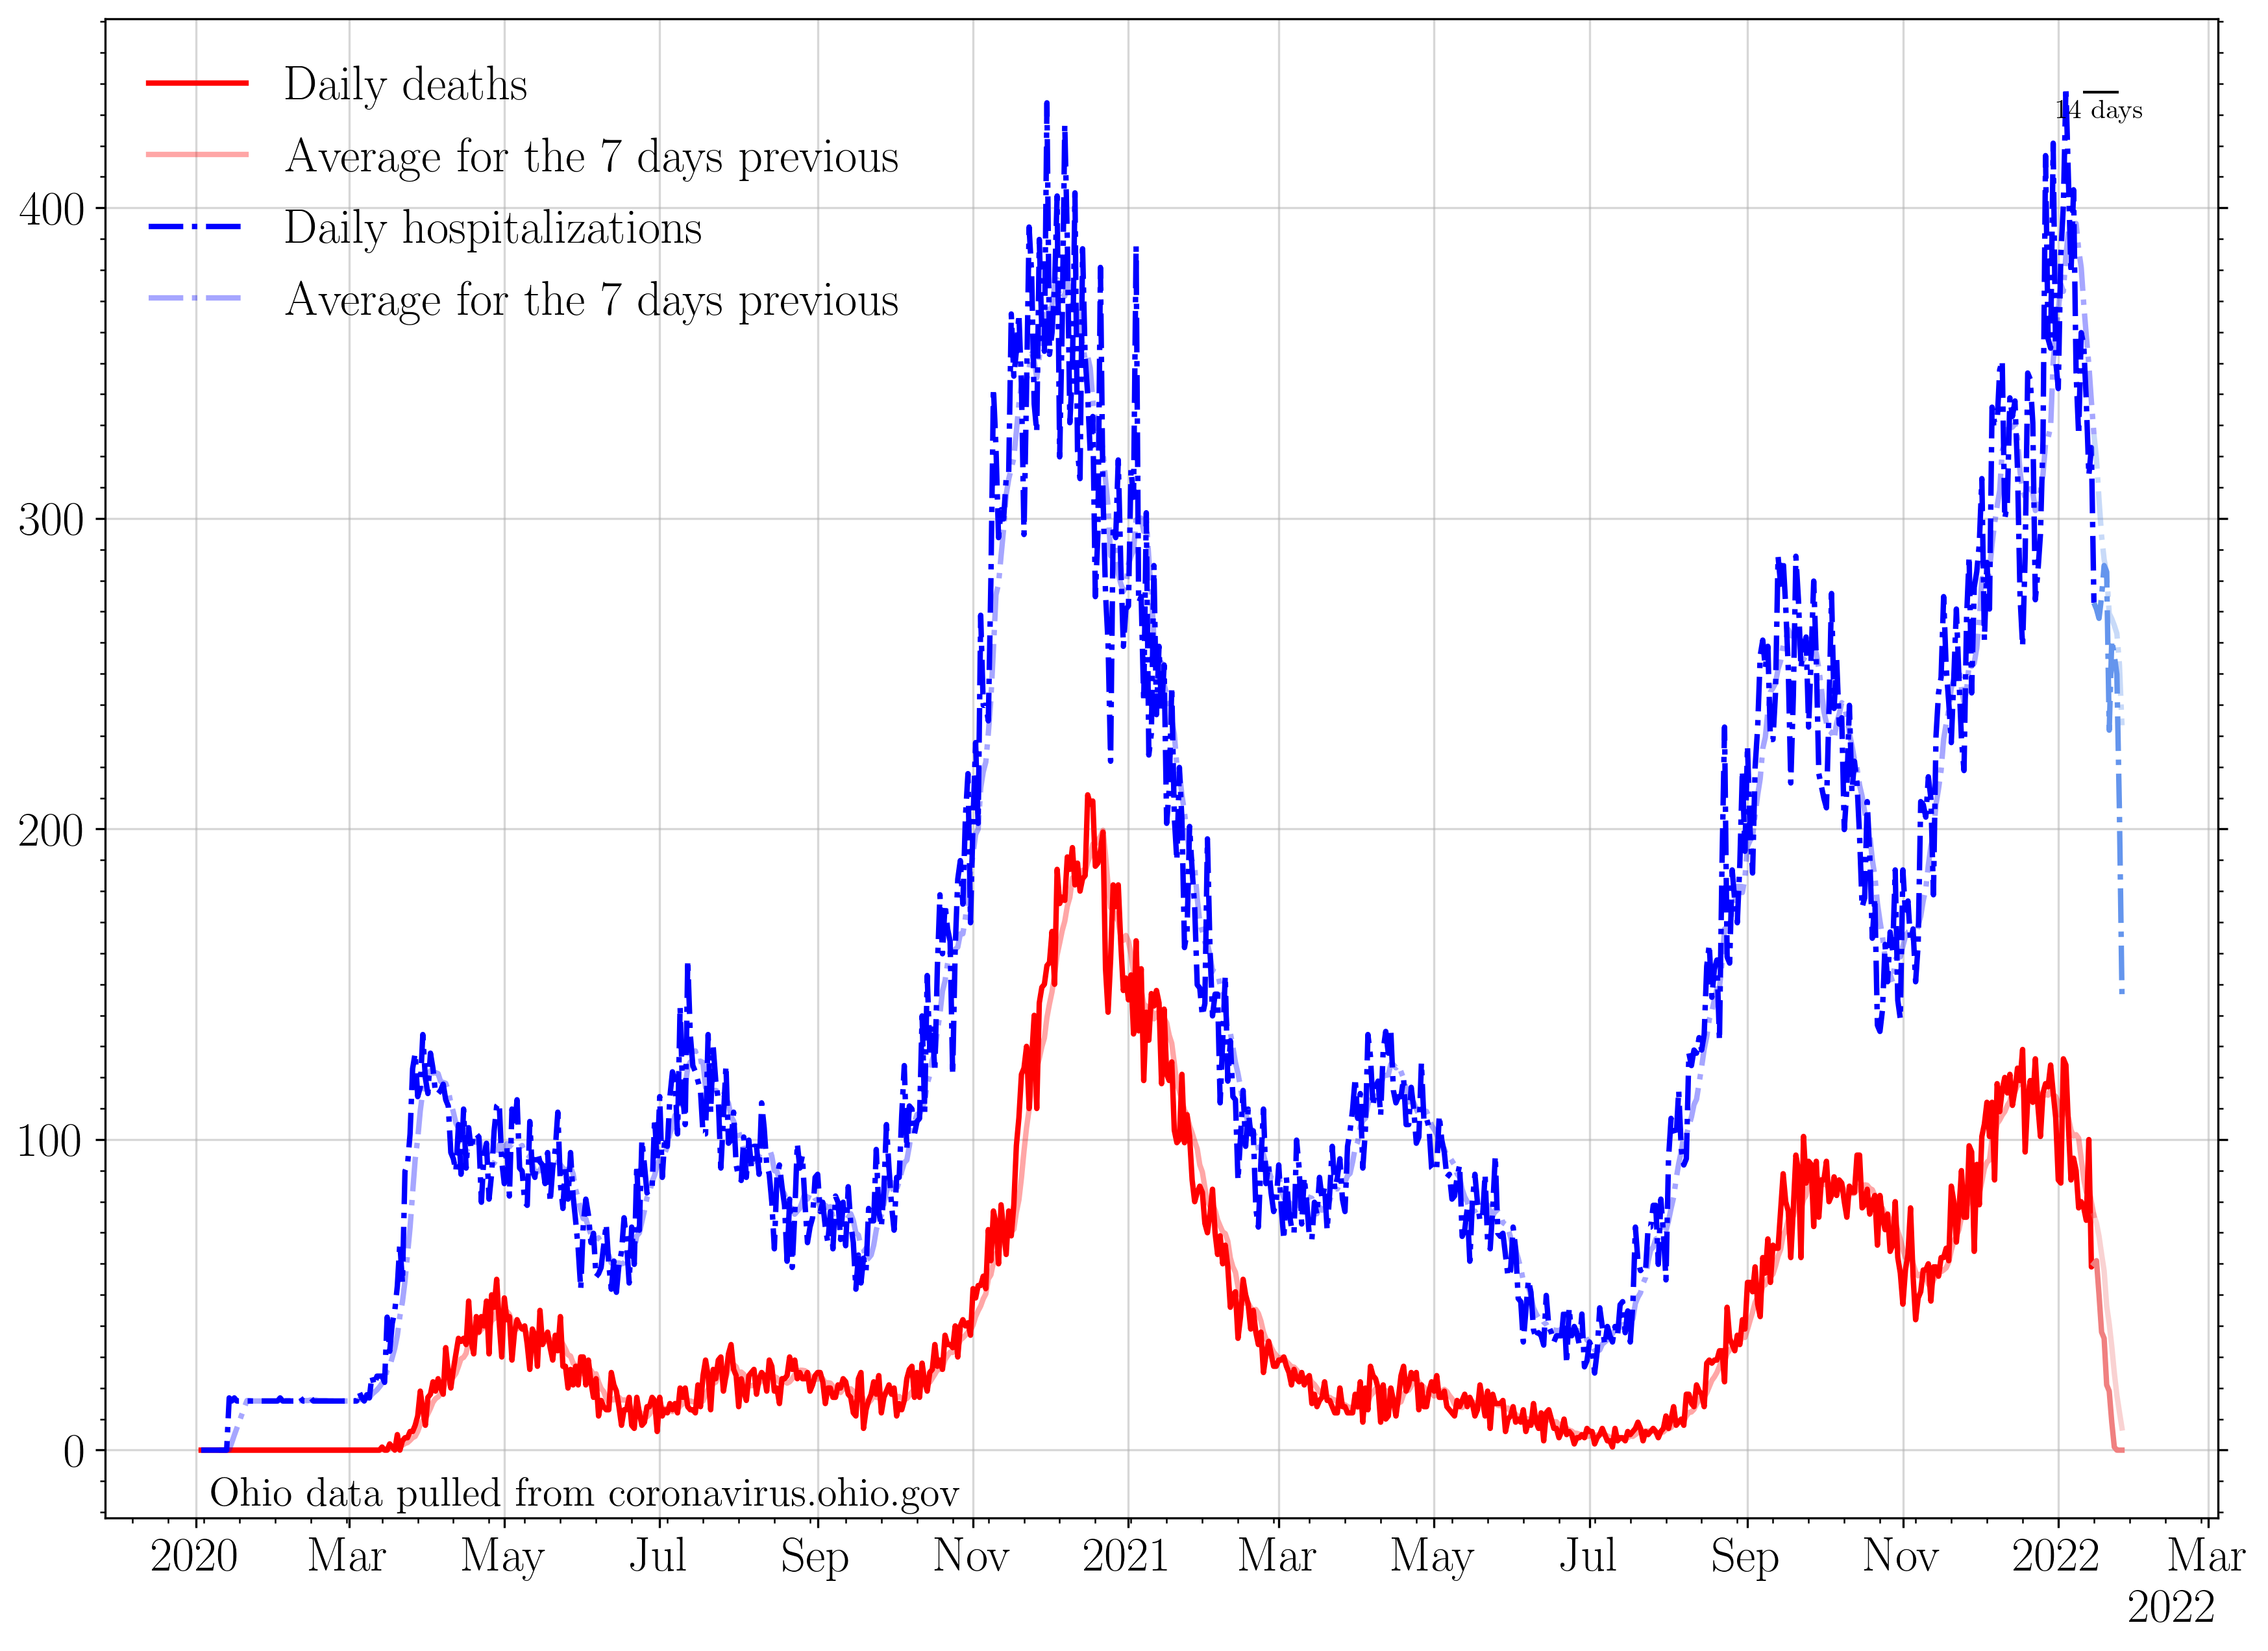 Daily deaths
Average for the 7 days previous
Daily hospitalizations
Average for the 7 days previous
14 days
400
300
200
100
0
Ohio data pulled from coronavirus.ohio.gov
2020 Mar May Jul Sep Nov 2021 Mar May Jul Sep Nov 2022 Mar
2022